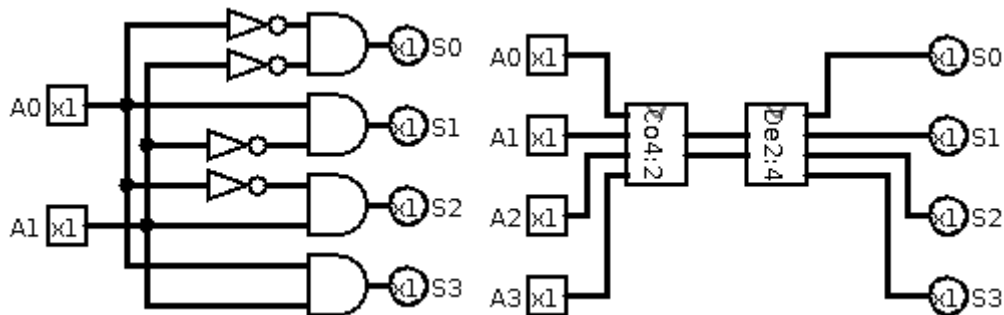 x1 S0
A0 x1
x1 S1
x1 S2
A1 x1
x1 S3
A0 x1
x1 S0
A1 x1
Co4:2
De2:4
x1 S1
A2 x1
x1 S2
A3 x1
x1 S3